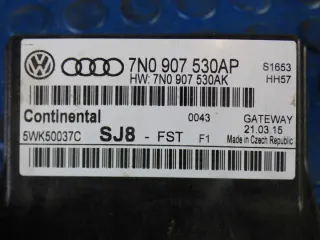 7N0 907 530AP S1653
HW: 7N0 907 530AK HH57
Continental 0043 GATEWAY
21.03.15
5WK50037C SJ8 - FST F1 Made in Czech Republic